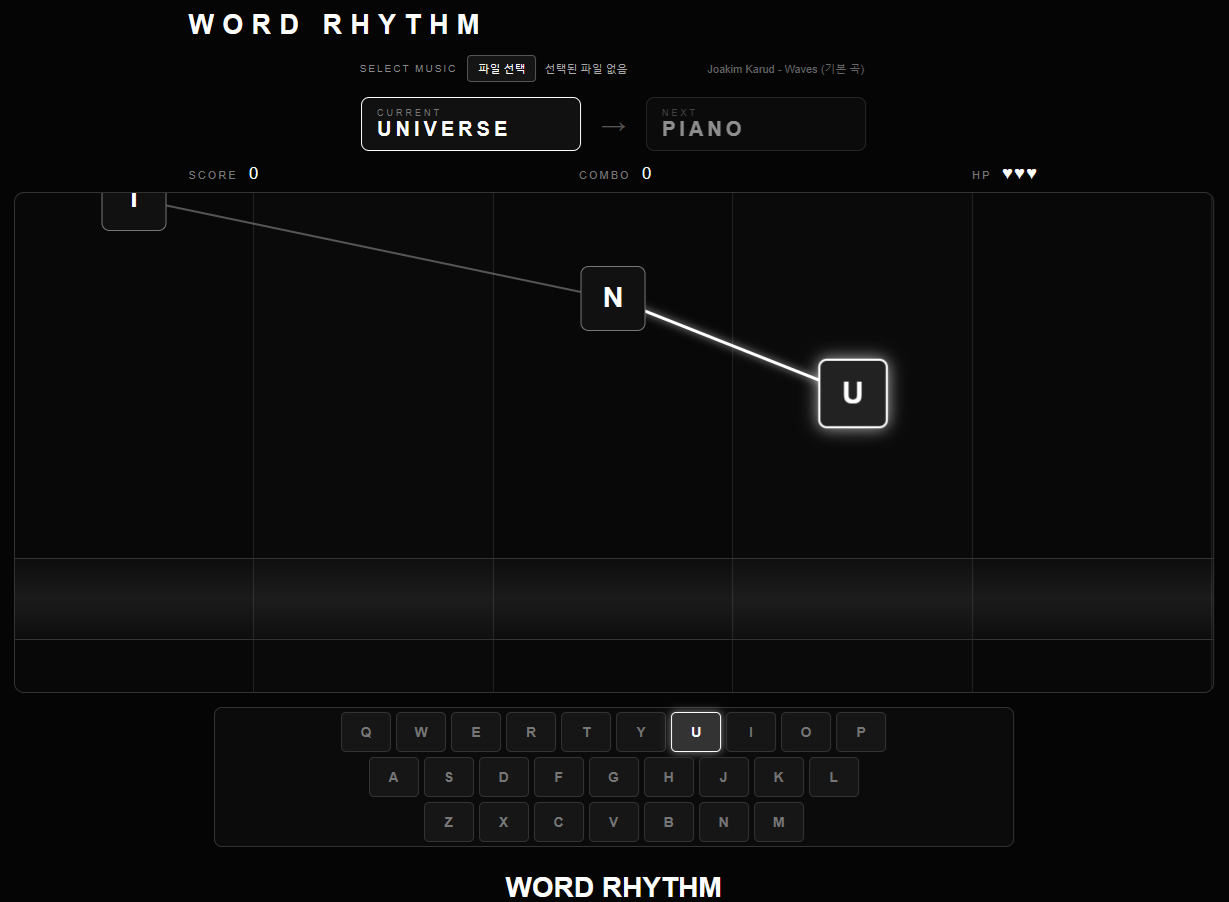 WORD RHYTHM
SELECT MUSIC 파일 선택 선택된 파일 없음 Joakim Karud - Waves (기본 곡)
CURRENT
UNIVERSE
→
NEXT
PIANO
SCORE 0 COMBO 0 HP ♥♥♥
I
N
U
Q W E R T Y U I O P
A S D F G H J K L
Z X C V B N M
WORD RHYTHM